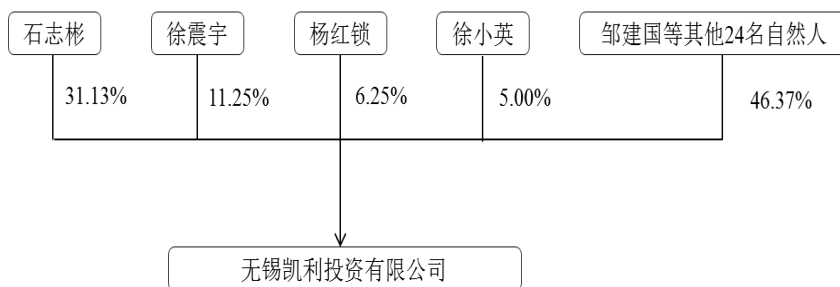 石志彬
徐震宇
杨红锁
徐小英
邹建国等其他24名自然人
31.13%
11.25%
6.25%
5.00%
46.37%
无锡凯利投资有限公司